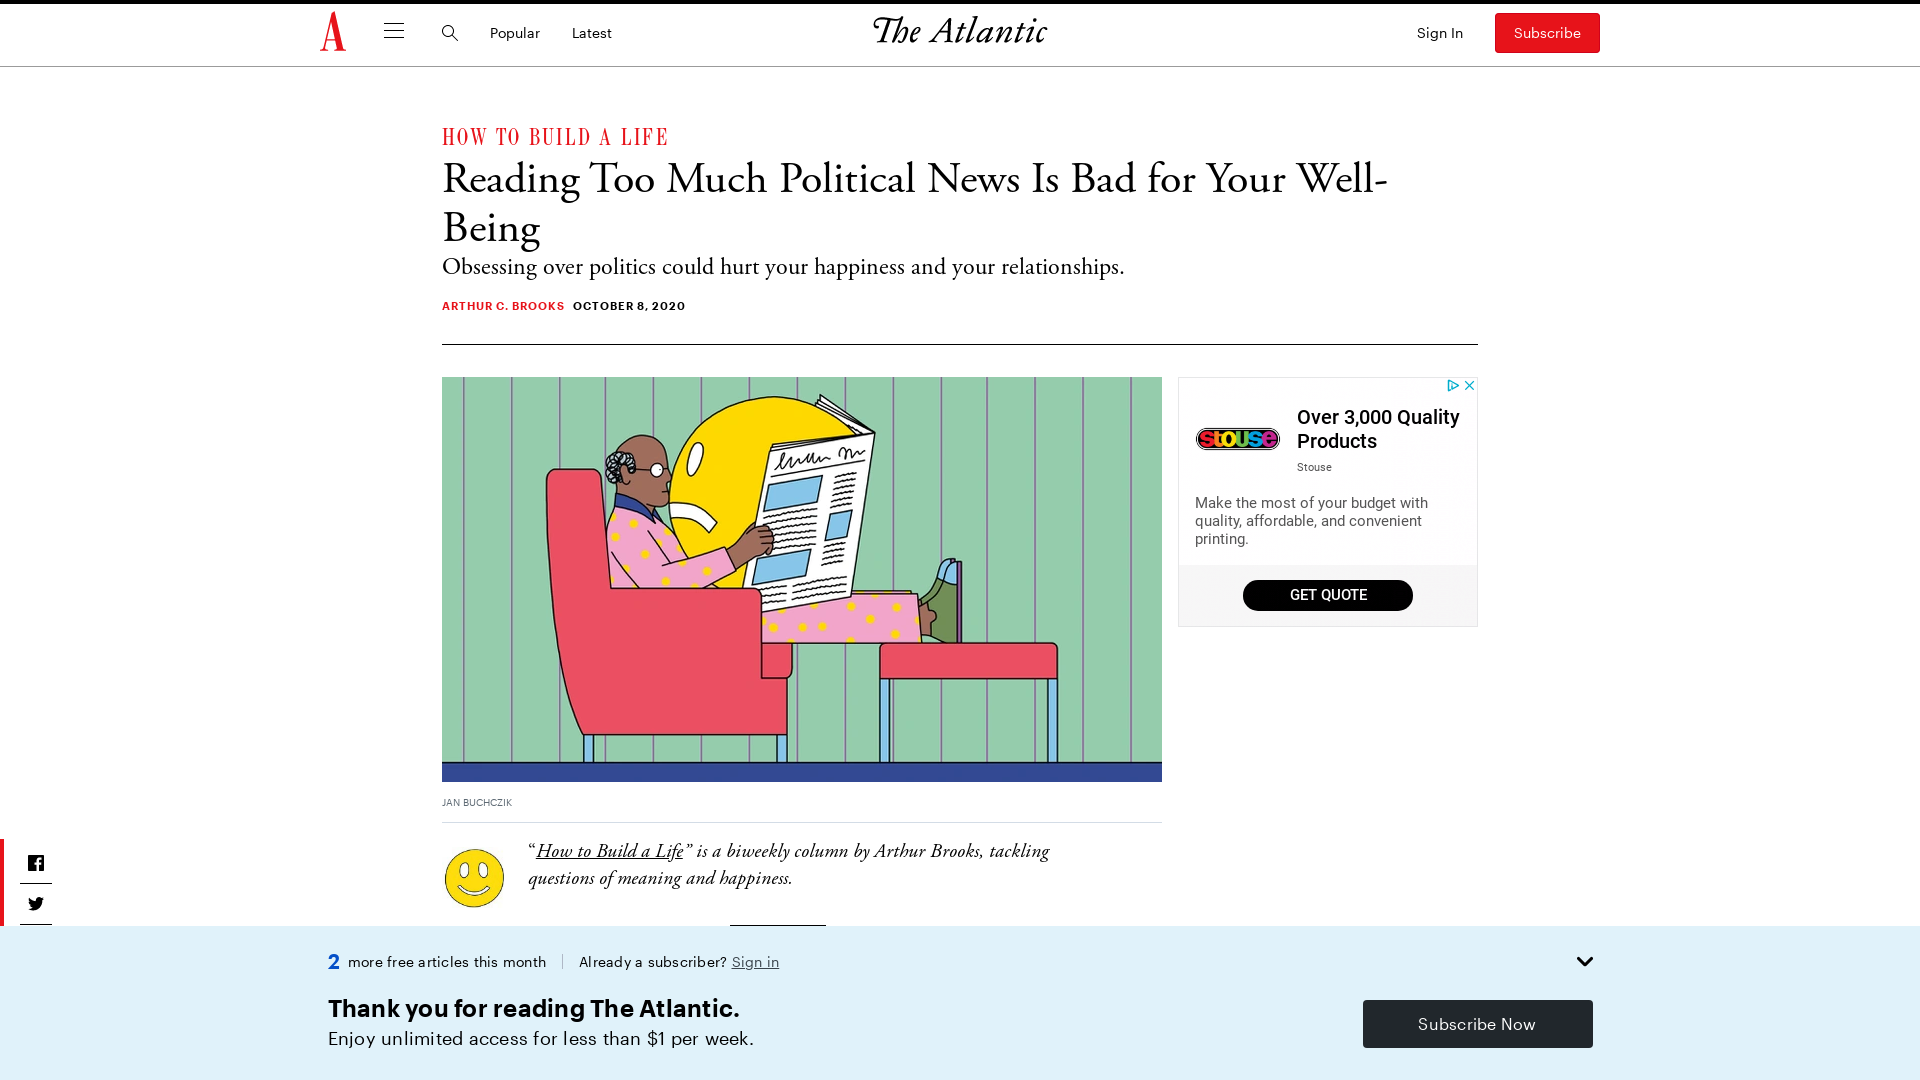 A
Popular
Latest
The Atlantic
Sign In
Subscribe
HOW TO BUILD A LIFE
Reading Too Much Political News Is Bad for Your Well-
Being
Obsessing over politics could hurt your happiness and your relationships.
ARTHUR C. BROOKS OCTOBER 8, 2020
stouse
Over 3,000 Quality
Products
Stouse
Make the most of your budget with
quality, affordable, and convenient
printing.
GET QUOTE
JAN BUCHCZIK
“How to Build a Life” is a biweekly column by Arthur Brooks, tackling
questions of meaning and happiness.
2 more free articles this month
Already a subscriber? Sign in
Thank you for reading The Atlantic.
Enjoy unlimited access for less than $1 per week.
Subscribe Now